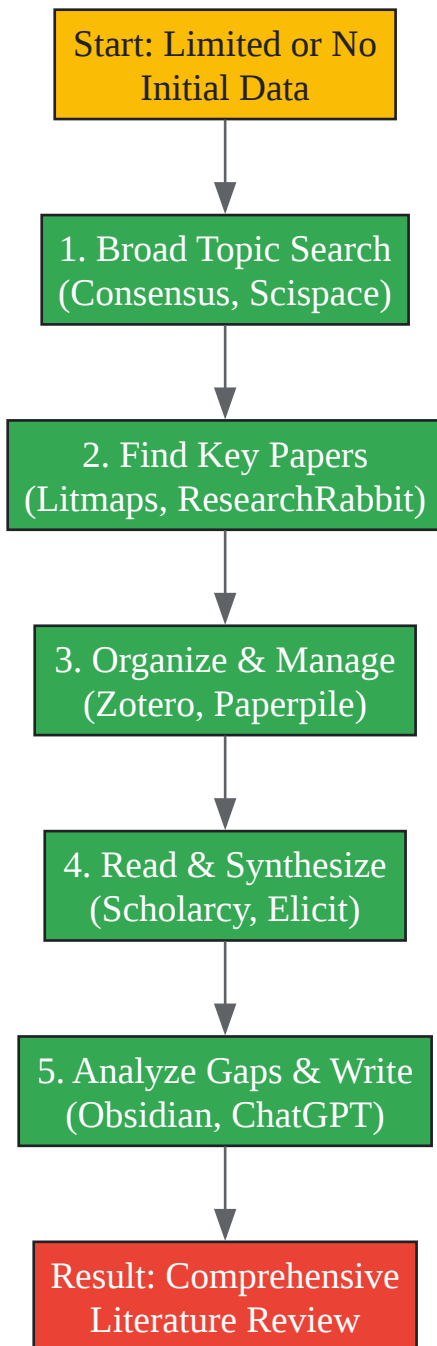 Start: Limited or No
Initial Data
1. Broad Topic Search
(Consensus, Scispace)
2. Find Key Papers
(Litmaps, ResearchRabbit)
3. Organize & Manage
(Zotero, Paperpile)
4. Read & Synthesize
(Scholarcy, Elicit)
5. Analyze Gaps & Write
(Obsidian, ChatGPT)
Result: Comprehensive
Literature Review